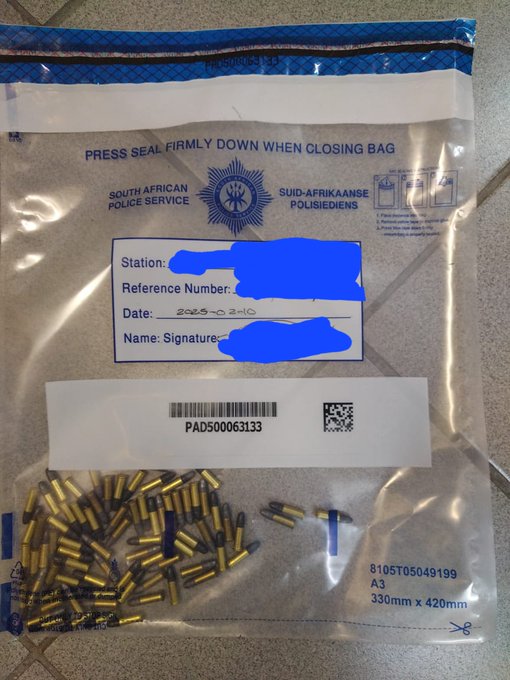 PAD500063133
PRESS SEAL FIRMLY DOWN WHEN CLOSING BAG
SOUTH AFRICAN
POLICE SERVICE
SUID-AFRIKAANSE
POLISIEDIENS
Station:
Reference Number:
Date: 2025-02-10
Name: Signature:
PAD500063133
8105T05049199
A3
330mm x 420mm